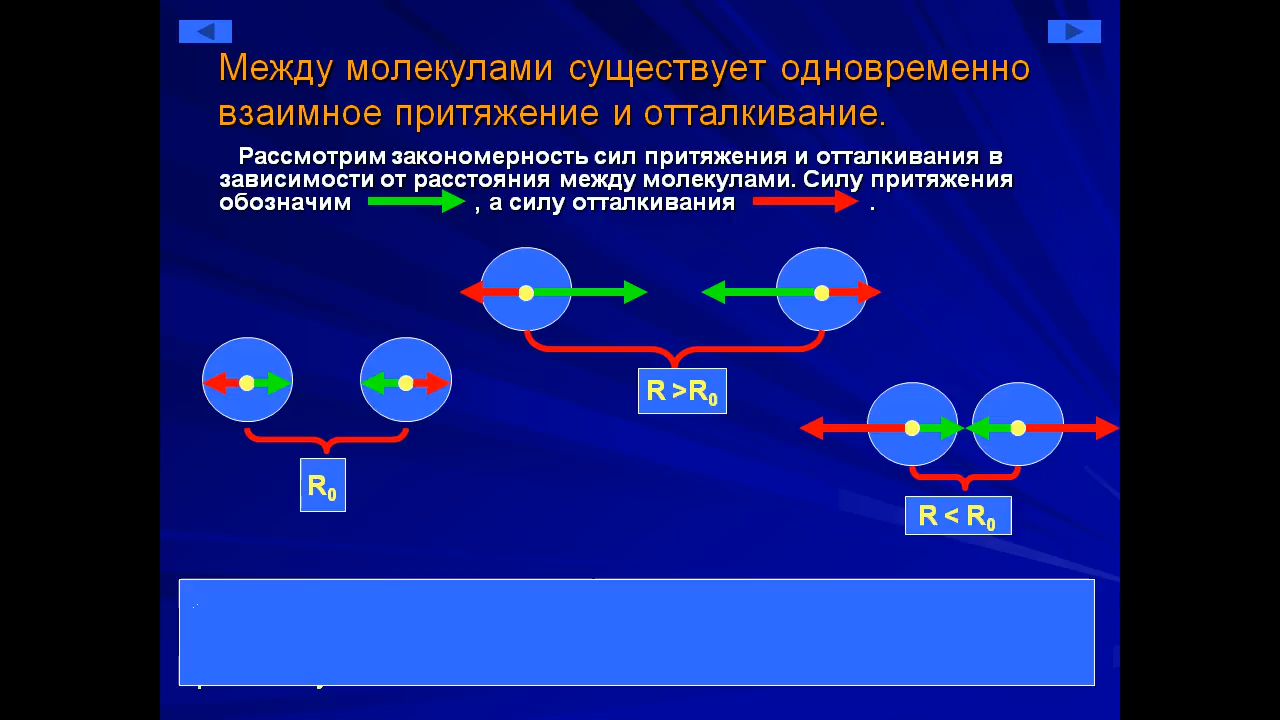 Между молекулами существует одновременно
взаимное притяжение и отталкивание.
Рассмотрим закономерность сил притяжения и отталкивания в
зависимости от расстояния между молекулами. Силу притяжения
обозначим , а силу отталкивания .
R >R₀
R₀
R < R₀